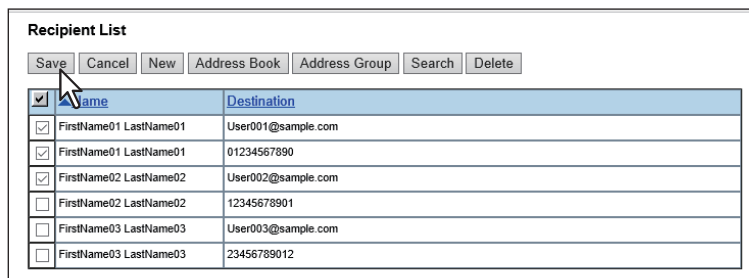 Recipient List
Save Cancel New Address Book Address Group Search Delete
Name Destination
FirstName01 LastName01 User001@sample.com
FirstName01 LastName01 01234567890
FirstName02 LastName02 User002@sample.com
FirstName02 LastName02 12345678901
FirstName03 LastName03 User003@sample.com
FirstName03 LastName03 23456789012